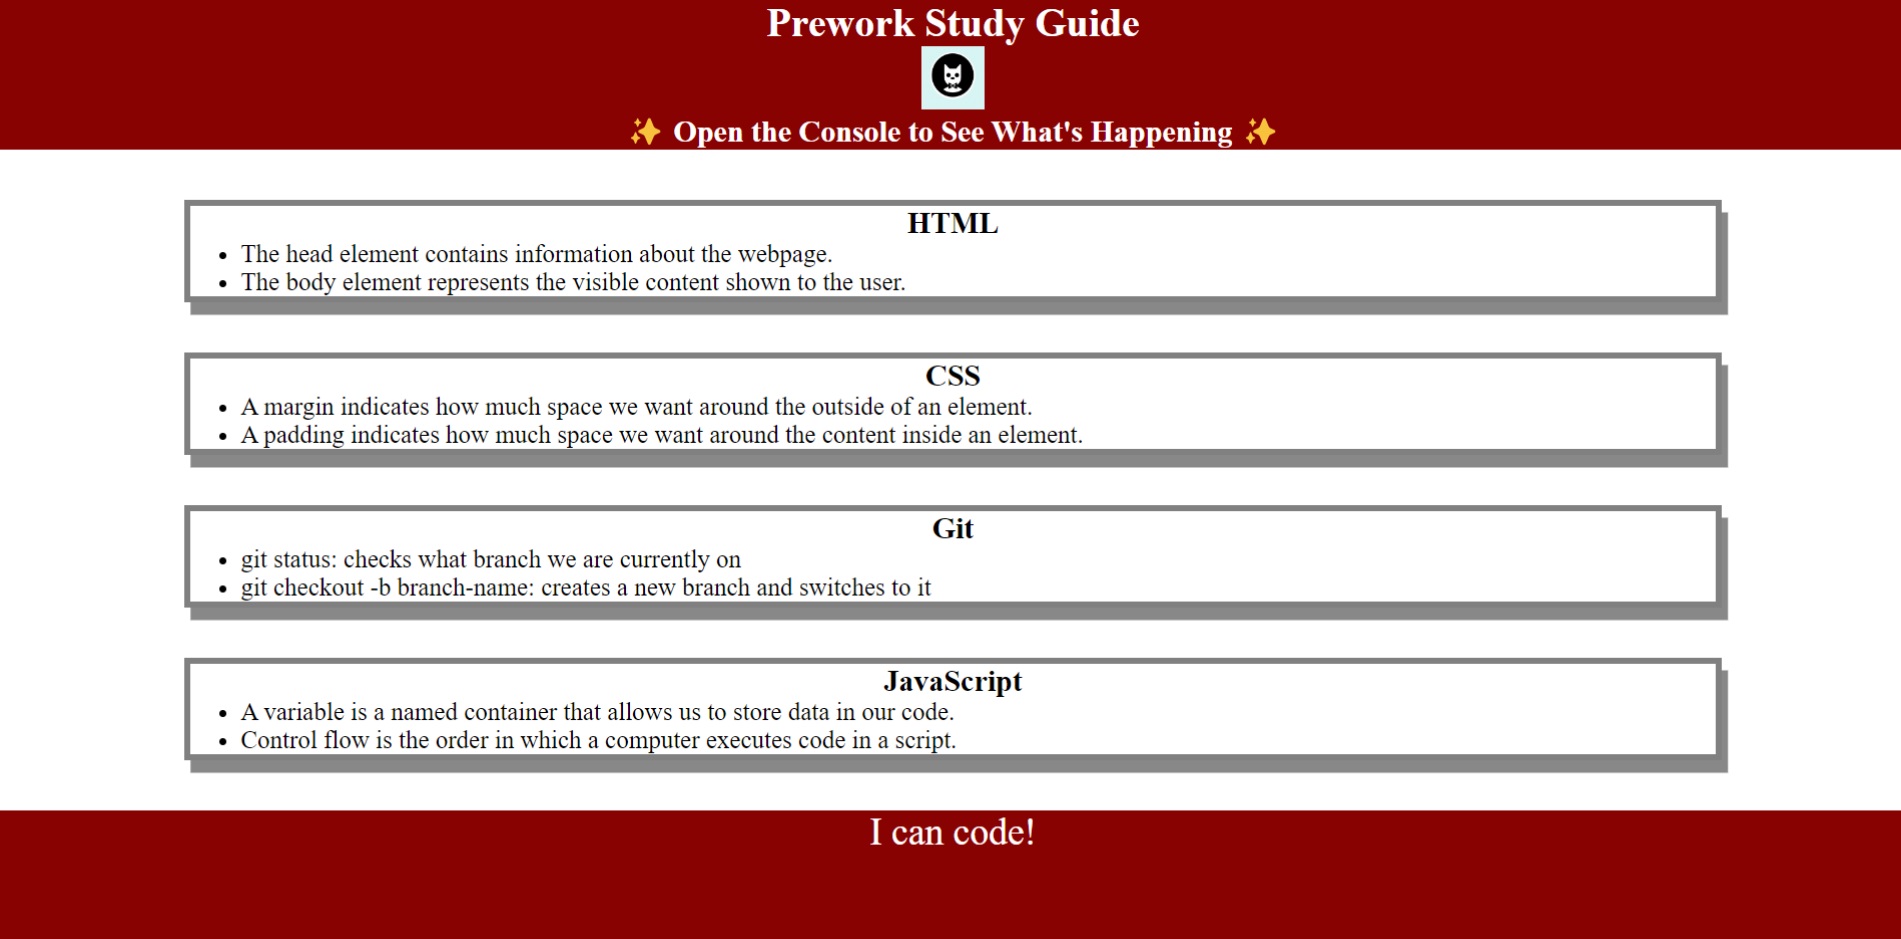 Prework Study Guide
✨ Open the Console to See What's Happening ✨
HTML
• The head element contains information about the webpage.
• The body element represents the visible content shown to the user.
CSS
• A margin indicates how much space we want around the outside of an element.
• A padding indicates how much space we want around the content inside an element.
Git
• git status: checks what branch we are currently on
• git checkout -b branch-name: creates a new branch and switches to it
JavaScript
• A variable is a named container that allows us to store data in our code.
• Control flow is the order in which a computer executes code in a script.
I can code!